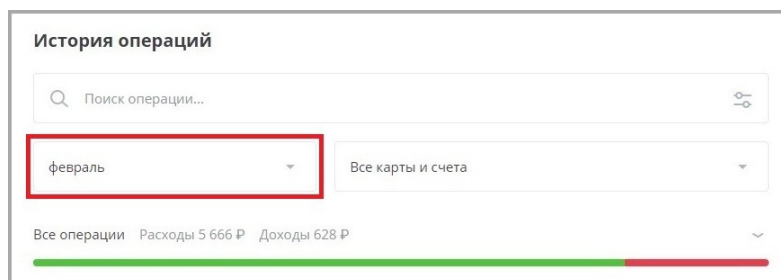 История операций
Поиск операции...
февраль Все карты и счета
Все операции Расходы 5 666 ₽ Доходы 628 ₽